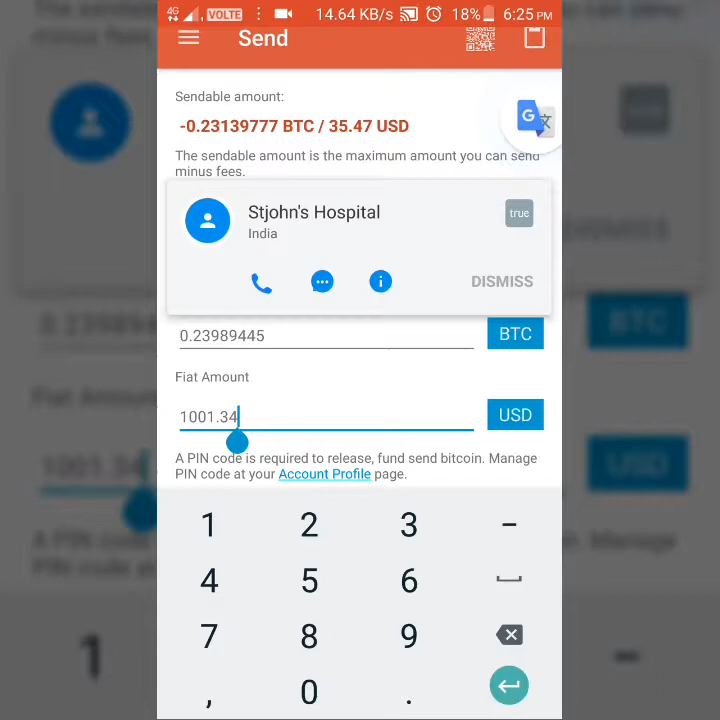 4G VOLTE 14.64 KB/s 18% 6:25 PM
Send
Sendable amount:
-0.23139777 BTC / 35.47 USD
The sendable amount is the maximum amount you can send
minus fees.
Stjohn's Hospital
true
India
DISMISS
0.23989445
BTC
Fiat Amount
1001.34
USD
A PIN code is required to release, fund send bitcoin. Manage
PIN code at your Account Profile page.
1 2 3 –
4 5 6
7 8 9
, 0 .